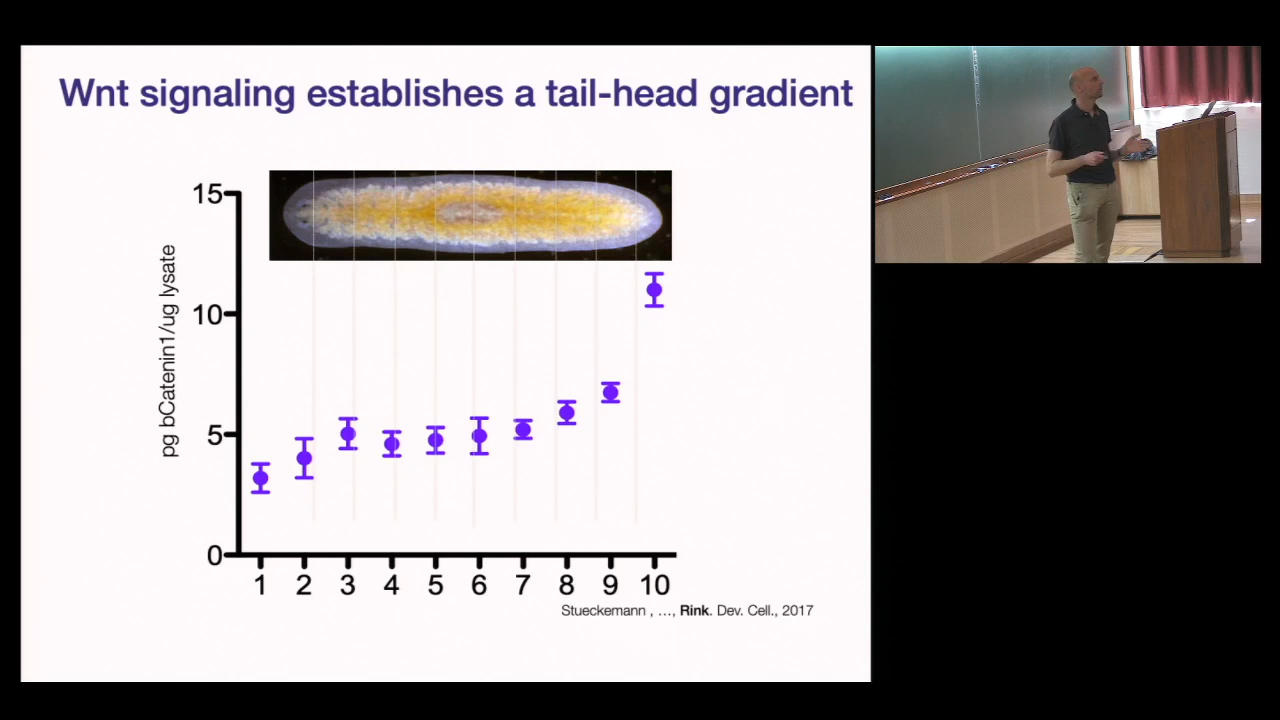 Wnt signaling establishes a tail-head gradient
15
10
5
0
pg bCatenin1/ug lysate
1 2 3 4 5 6 7 8 9 10
Stueckemann , ..., Rink. Dev. Cell., 2017